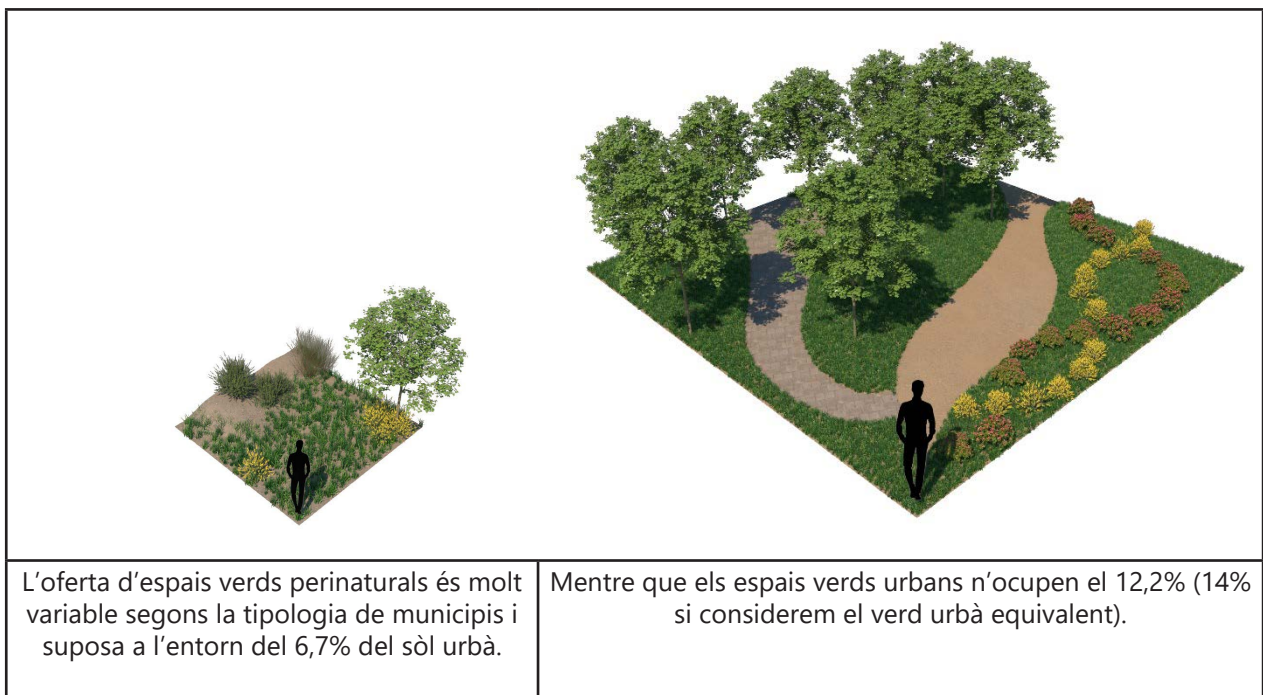 L'oferta d'espais verds perinaturals és molt
variable segons la tipologia de municipis i
suposa a l'entorn del 6,7% del sòl urbà.
Mentre que els espais verds urbans n'ocupen el 12,2% (14%
si considerem el verd urbà equivalent).